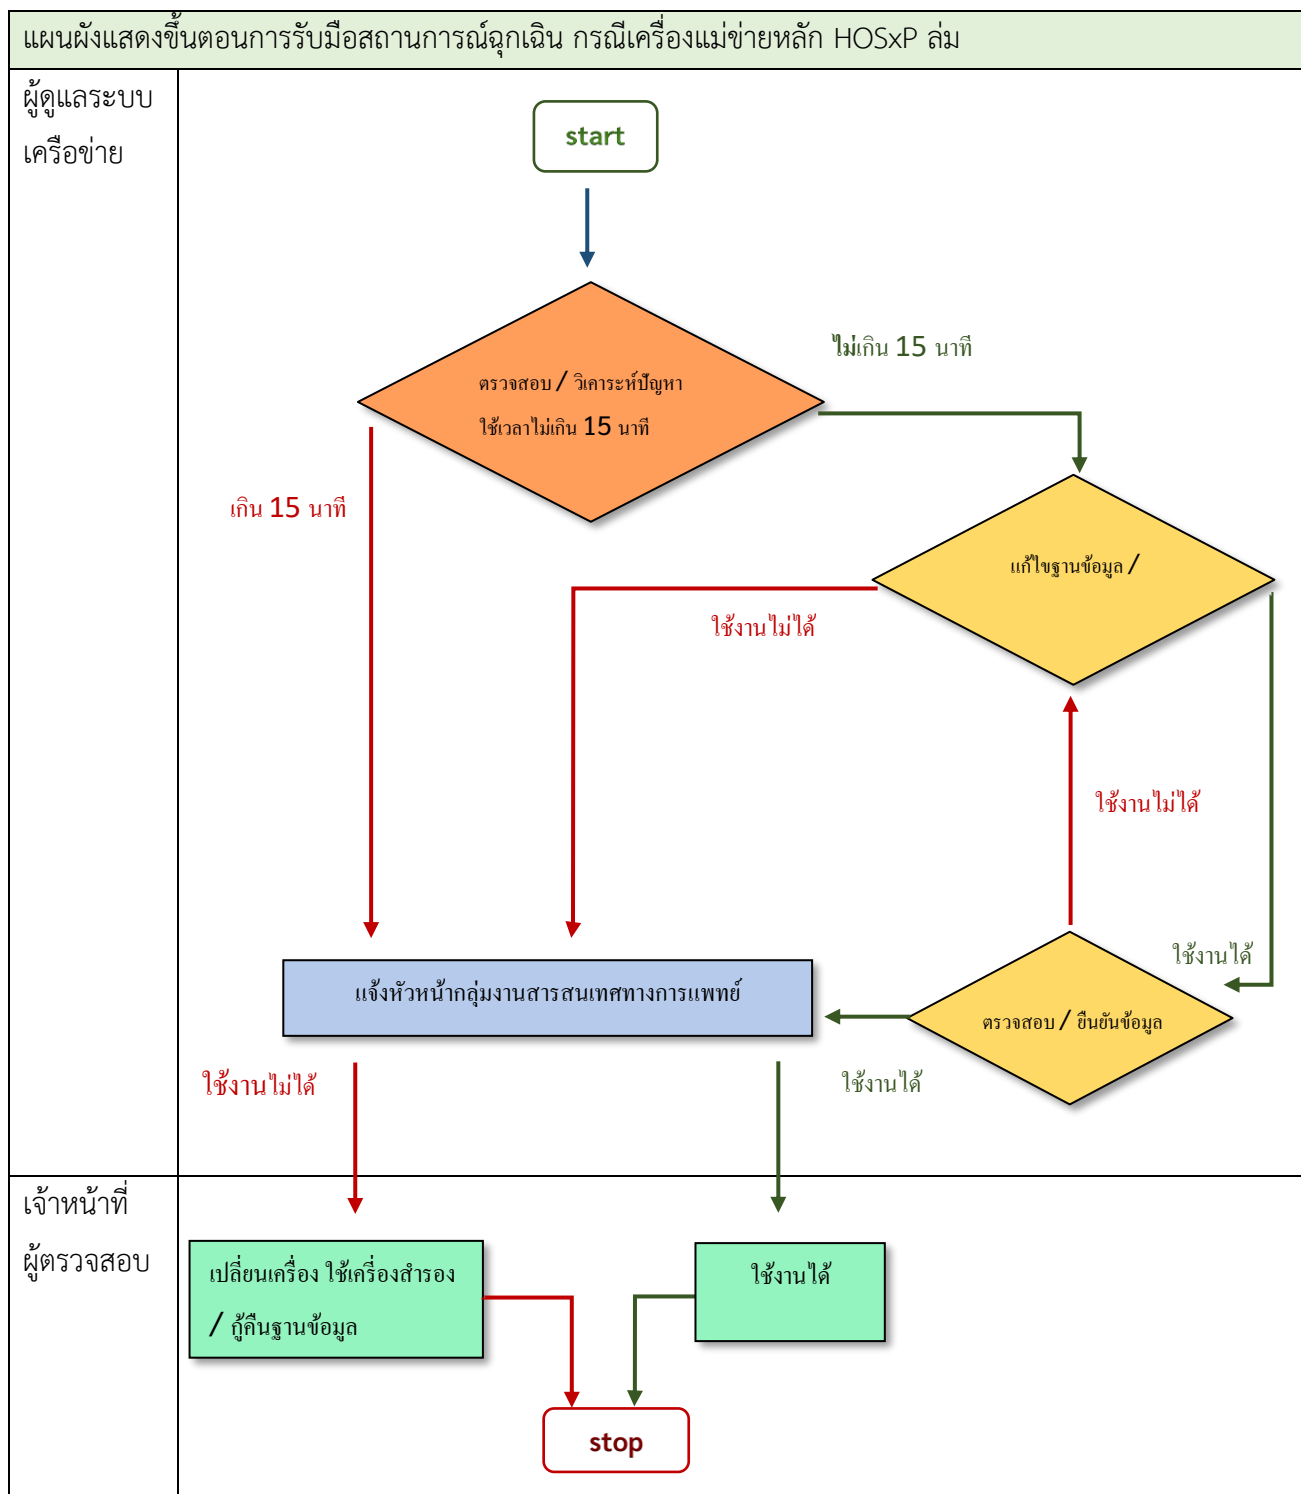 แผนผังแสดงขึ้นตอนการรับมือสถานการณ์ฉุกเฉิน กรณีเครื่องแม่ข่ายหลัก HOSxP ล่ม
ผู้ดูแลระบบ
เครือข่าย
start
ไม่เกิน 15 นาที
ตรวจสอบ / วิเคาระห์ปัญหา
ใช้เวลาไม่เกิน 15 นาที
เกิน 15 นาที
แก้ไขฐานข้อมูล /
ใช้งานไม่ได้
ใช้งานไม่ได้
ใช้งานได้
แจ้งหัวหน้ากลุ่มงานสารสนเทศทางการแพทย์
ตรวจสอบ / ยืนยันข้อมูล
ใช้งานไม่ได้
ใช้งานได้
เจ้าหน้าที่
ผู้ตรวจสอบ
เปลี่ยนเครื่อง ใช้เครี่องสำรอง
/ กู้คืนฐานข้อมูล
ใช้งานได้
stop